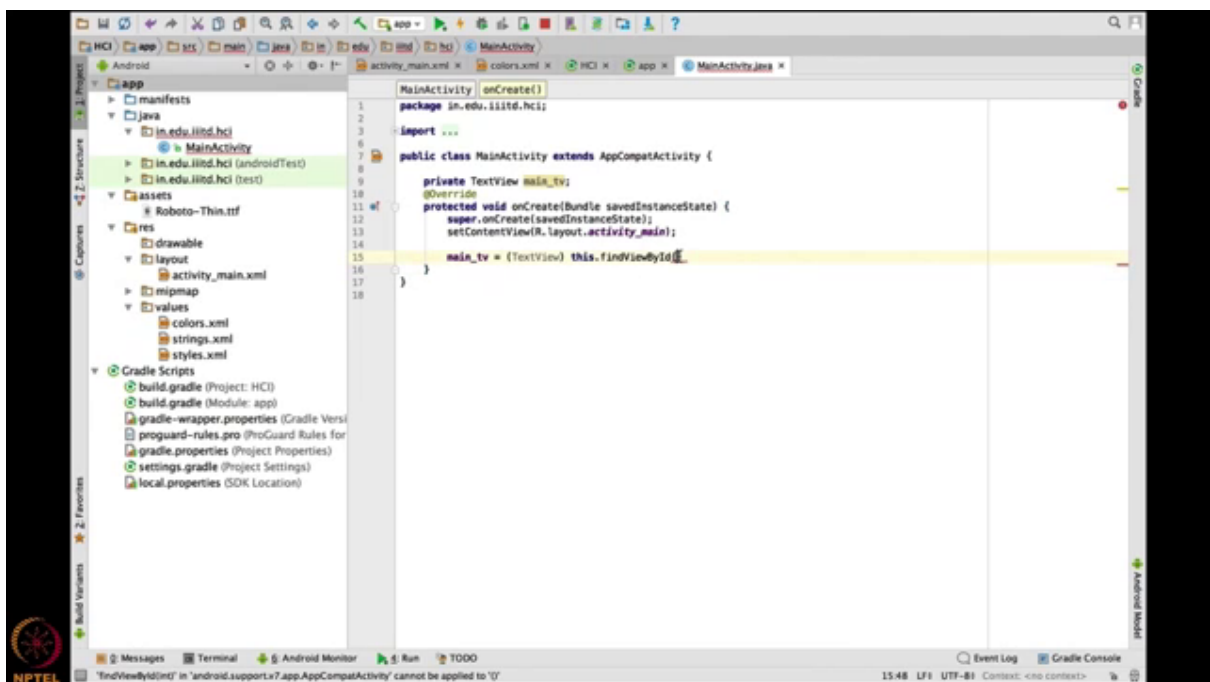 app
HCI app src main java in edu iiitd hci MainActivity
Android
activity_main.xml × colors.xml × HCI × app × MainActivity.java ×
1: Project
Z: Structure
Captures
2: Favorites
Build Variants
app
manifests
java
in.edu.iiitd.hci
MainActivity
in.edu.iiitd.hci (androidTest)
in.edu.iiitd.hci (test)
assets
Roboto-Thin.ttf
res
drawable
layout
activity_main.xml
mipmap
values
colors.xml
strings.xml
styles.xml
Gradle Scripts
build.gradle (Project: HCI)
build.gradle (Module: app)
gradle-wrapper.properties (Gradle Versi
proguard-rules.pro (ProGuard Rules for
gradle.properties (Project Properties)
settings.gradle (Project Settings)
local.properties (SDK Location)
MainActivity onCreate()
1 package in.edu.iiitd.hci;
2
3 import ...
6
7 public class MainActivity extends AppCompatActivity {
8
9 private TextView main_tv;
10 @Override
11 protected void onCreate(Bundle savedInstanceState) {
12 super.onCreate(savedInstanceState);
13 setContentView(R.layout.activity_main);
14
15 main_tv = (TextView) this.findViewById(
16 }
17 }
18
Gradle
Android Model
0: Messages Terminal 6: Android Monitor 4: Run TODO Event Log Gradle Console
'findViewById(int)' in 'android.support.v7.app.AppCompatActivity' cannot be applied to '()' 15:48 LF UTF-8 Context: <no context>
NPTEL